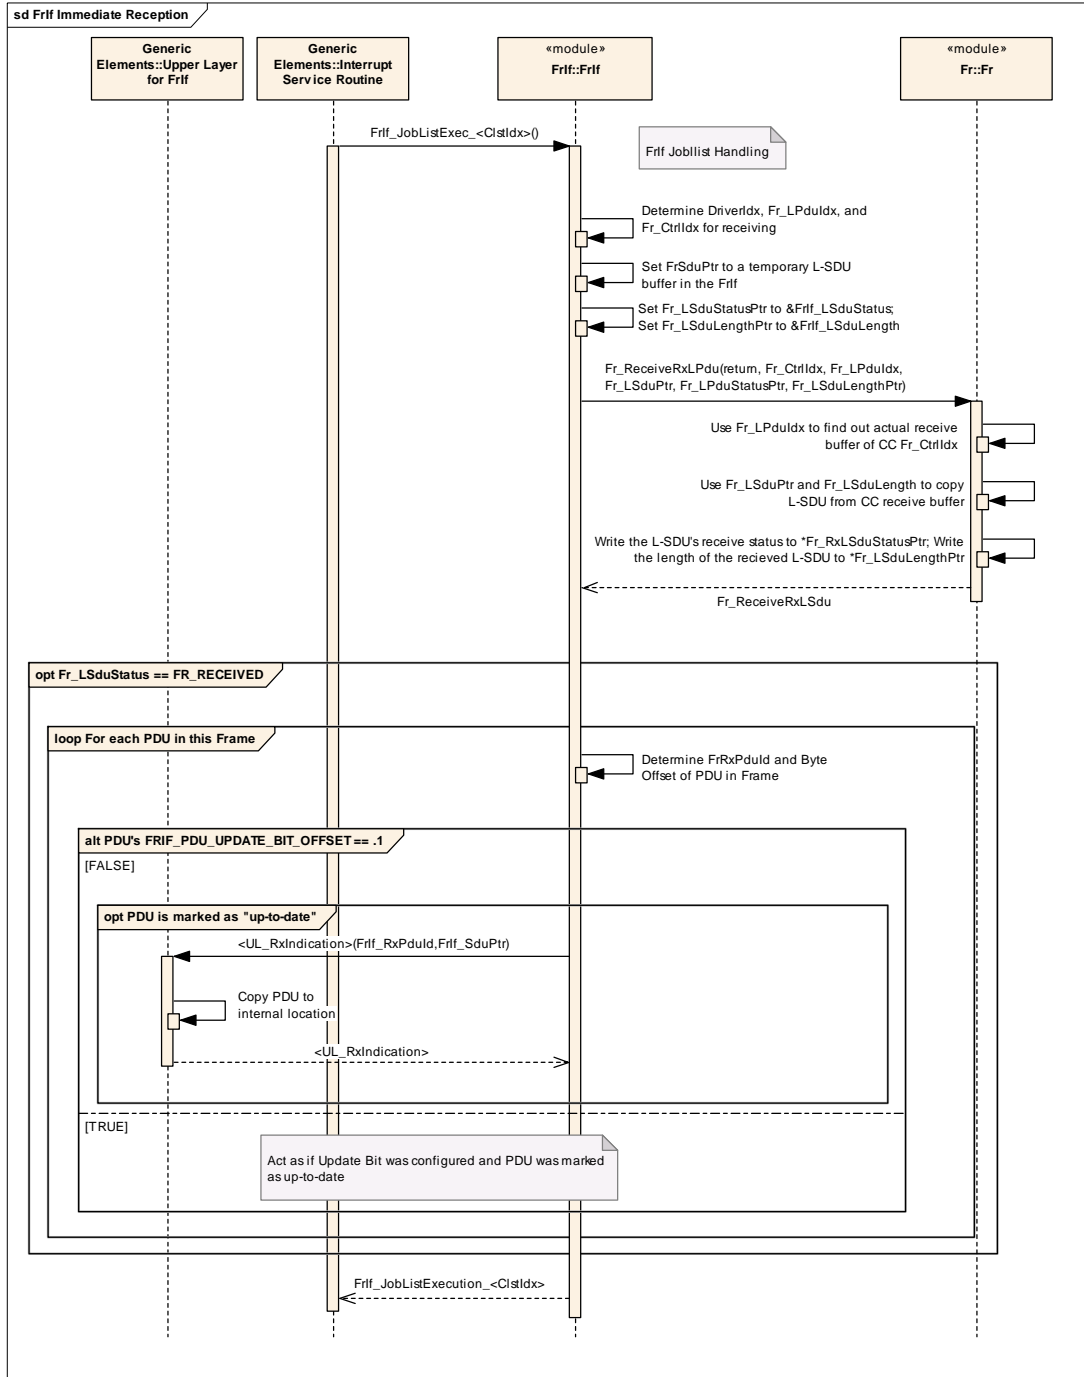 sd FrIf Immediate Reception
Generic
Elements::Upper Layer
for FrIf
Generic
Elements::Interrupt
Service Routine
«module»
FrIf::FrIf
«module»
Fr::Fr
FrIf_JobListExec_<ClstIdx>()
FrIf Jobllist Handling
Determine DriverIdx, Fr_LPduIdx, and
Fr_CtrlIdx for receiving
Set FrSduPtr to a temporary L-SDU
buffer in the FrIf
Set Fr_LSduStatusPtr to &FrIf_LSduStatus;
Set Fr_LSduLengthPtr to &FrIf_LSduLength
Fr_ReceiveRxLPdu(return, Fr_CtrlIdx, Fr_LPduIdx,
Fr_LSduPtr, Fr_LPduStatusPtr, Fr_LSduLengthPtr)
Use Fr_LPduIdx to find out actual receive
buffer of CC Fr_CtrlIdx
Use Fr_LSduPtr and Fr_LSduLength to copy
L-SDU from CC receive buffer
Write the L-SDU's receive status to *Fr_RxLSduStatusPtr; Write
the length of the recieved L-SDU to *Fr_LSduLengthPtr
Fr_ReceiveRxLSdu
opt Fr_LSduStatus == FR_RECEIVED
loop For each PDU in this Frame
Determine FrRxPduId and Byte
Offset of PDU in Frame
alt PDU's FRIF_PDU_UPDATE_BIT_OFFSET == .1
[FALSE]
opt PDU is marked as "up-to-date"
<UL_RxIndication>(FrIf_RxPduId,FrIf_SduPtr)
Copy PDU to
internal location
<UL_RxIndication>
[TRUE]
Act as if Update Bit was configured and PDU was marked
as up-to-date
FrIf_JobListExecution_<ClstIdx>